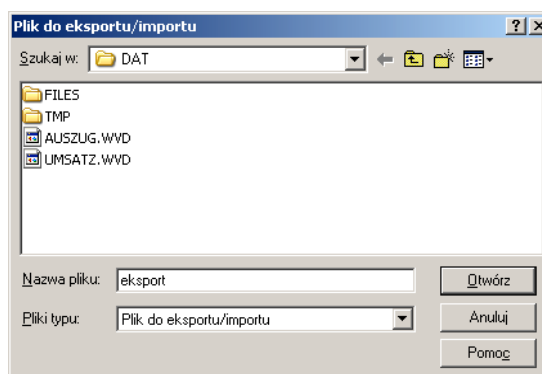 Plik do eksportu/importu
Szukaj w: DAT
FILES
TMP
AUSZUG.WVD
UMSATZ.WVD
Nazwa pliku: eksport Otwórz
Pliki typu: Plik do eksportu/importu Anuluj
Pomoc